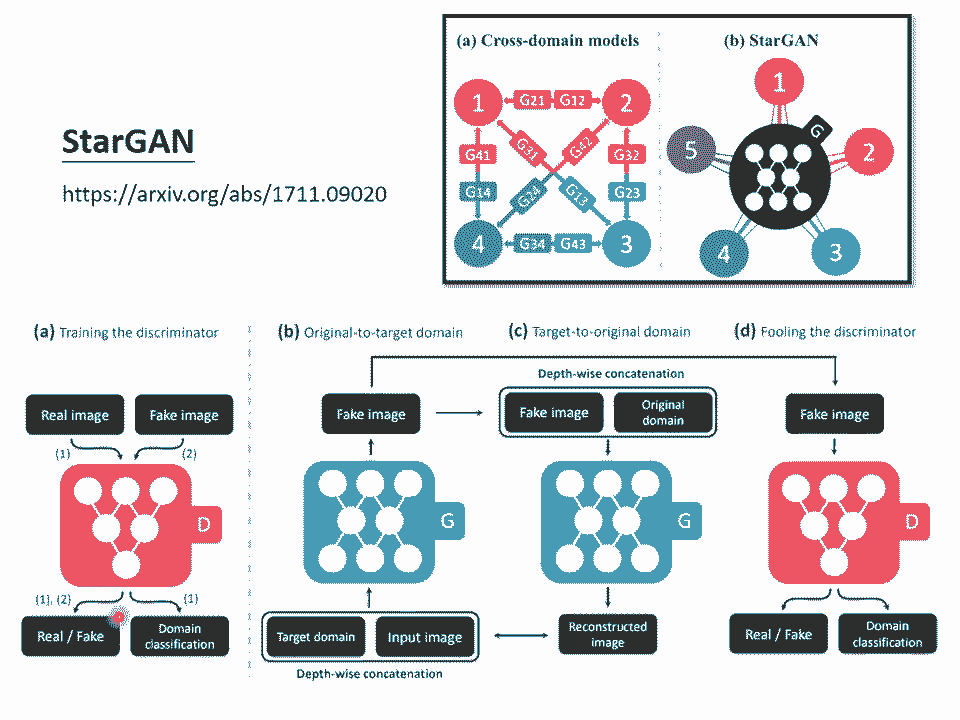 StarGAN
https://arxiv.org/abs/1711.09020
(a) Cross-domain models
(b) StarGAN
1
G21
G12
2
G41
G31
G42
G32
G14
G24
G13
G23
4
G34
G43
3
1
G
5
2
4
3
(a) Training the discriminator
(b) Original-to-target domain
(c) Target-to-original domain
(d) Fooling the discriminator
Real image
Fake image
(1)
(2)
D
(1), (2)
(1)
Real / Fake
Domain
classification
Fake image
G
Target domain
Input image
Depth-wise concatenation
Depth-wise concatenation
Fake image
Original
domain
G
Reconstructed
image
Fake image
D
Real / Fake
Domain
classification